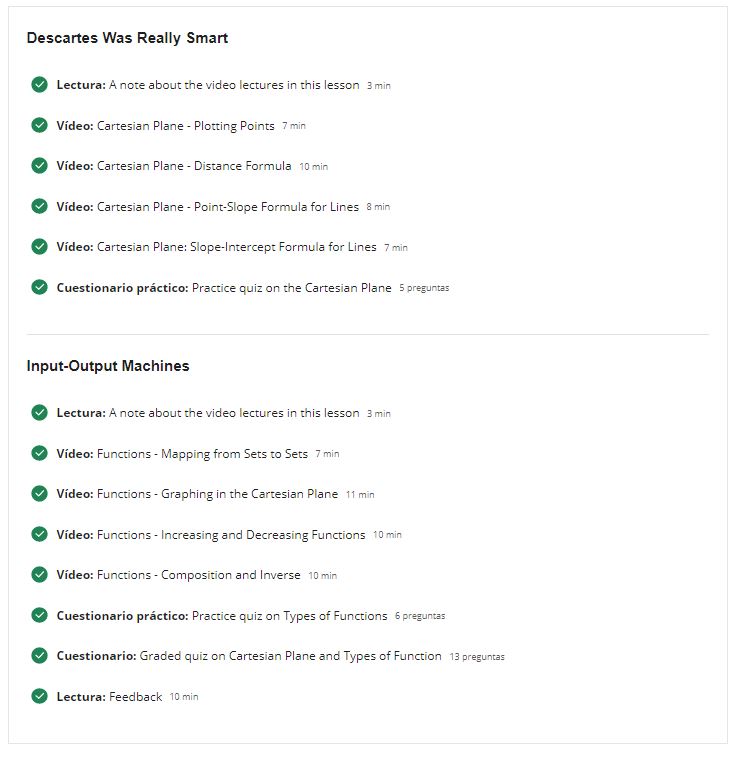 Descartes Was Really Smart
Lectura: A note about the video lectures in this lesson 3 min
Vídeo: Cartesian Plane - Plotting Points 7 min
Vídeo: Cartesian Plane - Distance Formula 10 min
Vídeo: Cartesian Plane - Point-Slope Formula for Lines 8 min
Vídeo: Cartesian Plane: Slope-Intercept Formula for Lines 7 min
Cuestionario práctico: Practice quiz on the Cartesian Plane 5 preguntas
Input-Output Machines
Lectura: A note about the video lectures in this lesson 3 min
Vídeo: Functions - Mapping from Sets to Sets 7 min
Vídeo: Functions - Graphing in the Cartesian Plane 11 min
Vídeo: Functions - Increasing and Decreasing Functions 10 min
Vídeo: Functions - Composition and Inverse 10 min
Cuestionario práctico: Practice quiz on Types of Functions 6 preguntas
Cuestionario: Graded quiz on Cartesian Plane and Types of Function 13 preguntas
Lectura: Feedback 10 min